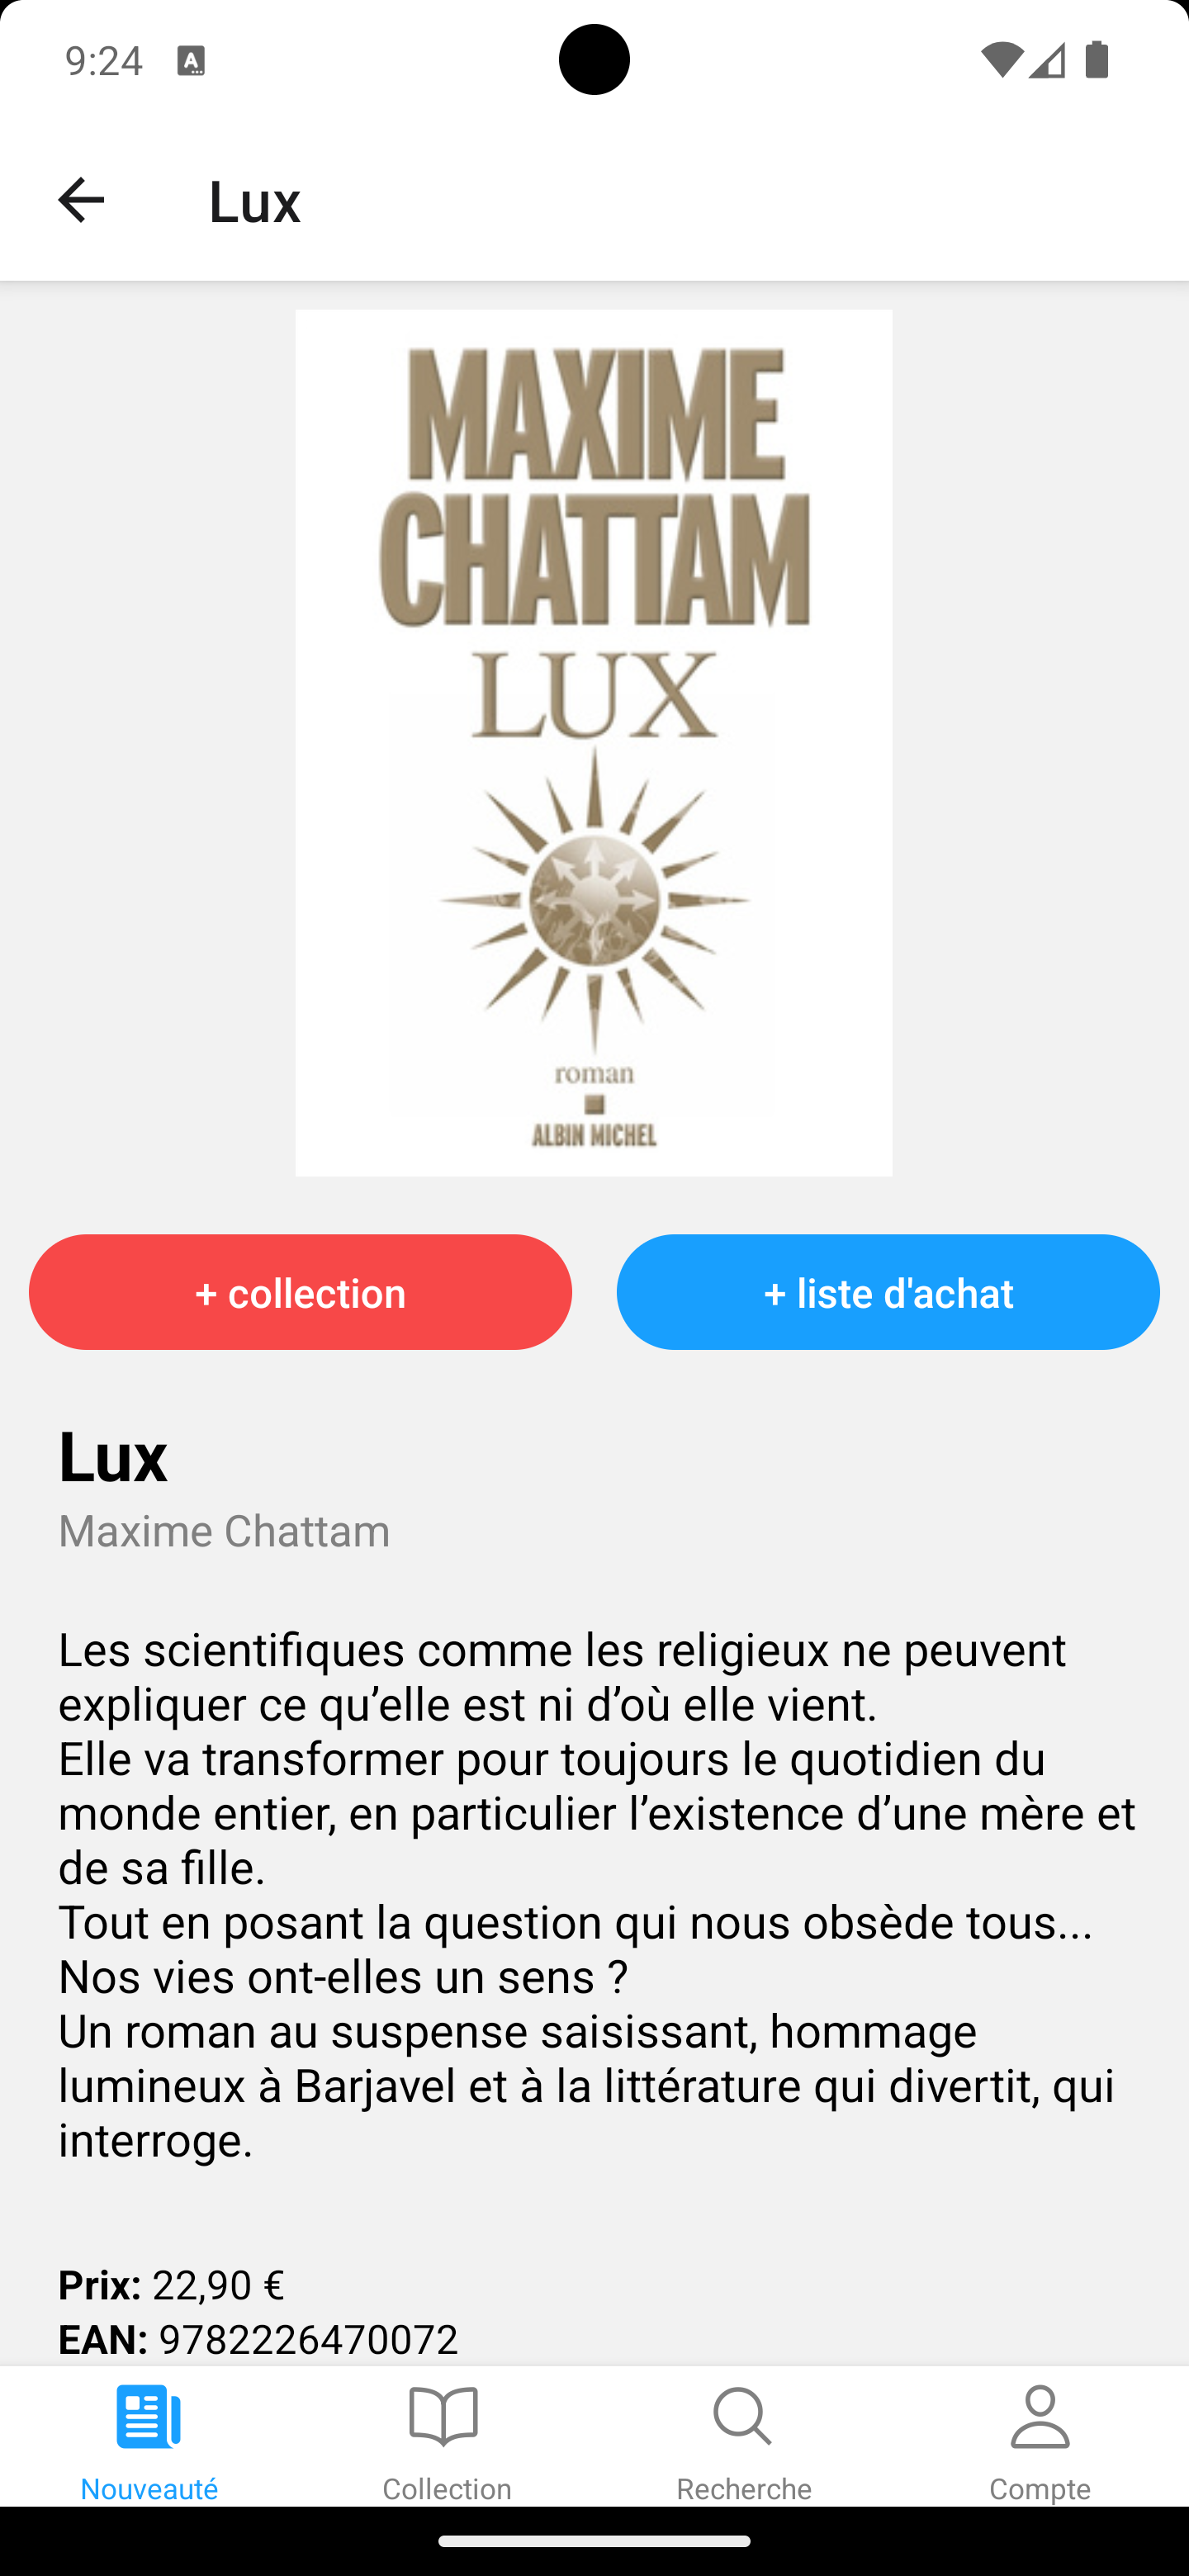 9:24
Lux
MAXIME
CHATTAM
LUX
roman
ALBIN MICHEL
+ collection
+ liste d'achat
Lux
Maxime Chattam
Les scientifiques comme les religieux ne peuvent
expliquer ce qu’elle est ni d’où elle vient.
Elle va transformer pour toujours le quotidien du
monde entier, en particulier l’existence d’une mère et
de sa fille.
Tout en posant la question qui nous obsède tous...
Nos vies ont-elles un sens ?
Un roman au suspense saisissant, hommage
lumineux à Barjavel et à la littérature qui divertit, qui
interroge.
Prix: 22,90 €
EAN: 9782226470072
Nouveauté
Collection
Recherche
Compte